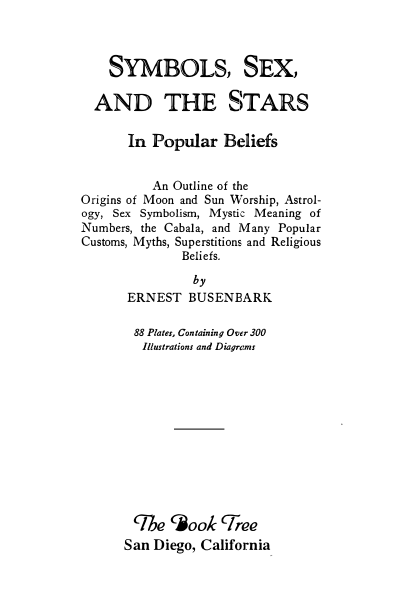 SYMBOLS, SEX,
AND THE STARS
In Popular Beliefs
An Outline of the
Origins of Moon and Sun Worship, Astrol-
ogy, Sex Symbolism, Mystic Meaning of
Numbers, the Cabala, and Many Popular
Customs, Myths, Superstitions and Religious
Beliefs.
by
ERNEST BUSENBARK
88 Plates, Containing Over 300
Illustrations and Diagrams
The Book Tree
San Diego, California